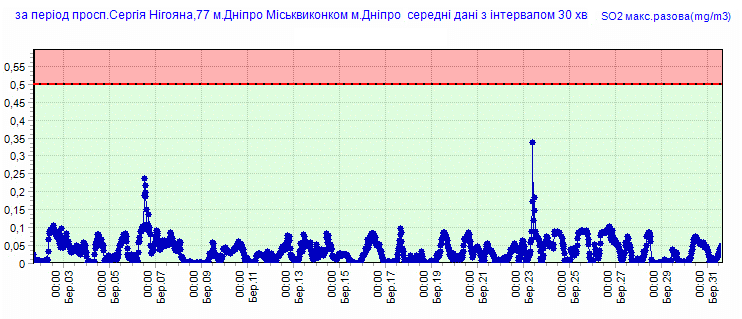 за період просп.Сергія Нігояна,77 м.Дніпро Міськвиконком м.Дніпро середні дані з інтервалом 30 хв SO2 макс.разова(mg/m3)
0,55
0,5
0,45
0,4
0,35
0,3
0,25
0,2
0,15
0,1
0,05
0
00:00 Бер.03
00:00 Бер.05
00:00 Бер.07
00:00 Бер.09
00:00 Бер.11
00:00 Бер.13
00:00 Бер.15
00:00 Бер.17
00:00 Бер.19
00:00 Бер.21
00:00 Бер.23
00:00 Бер.25
00:00 Бер.27
00:00 Бер.29
00:00 Бер.31